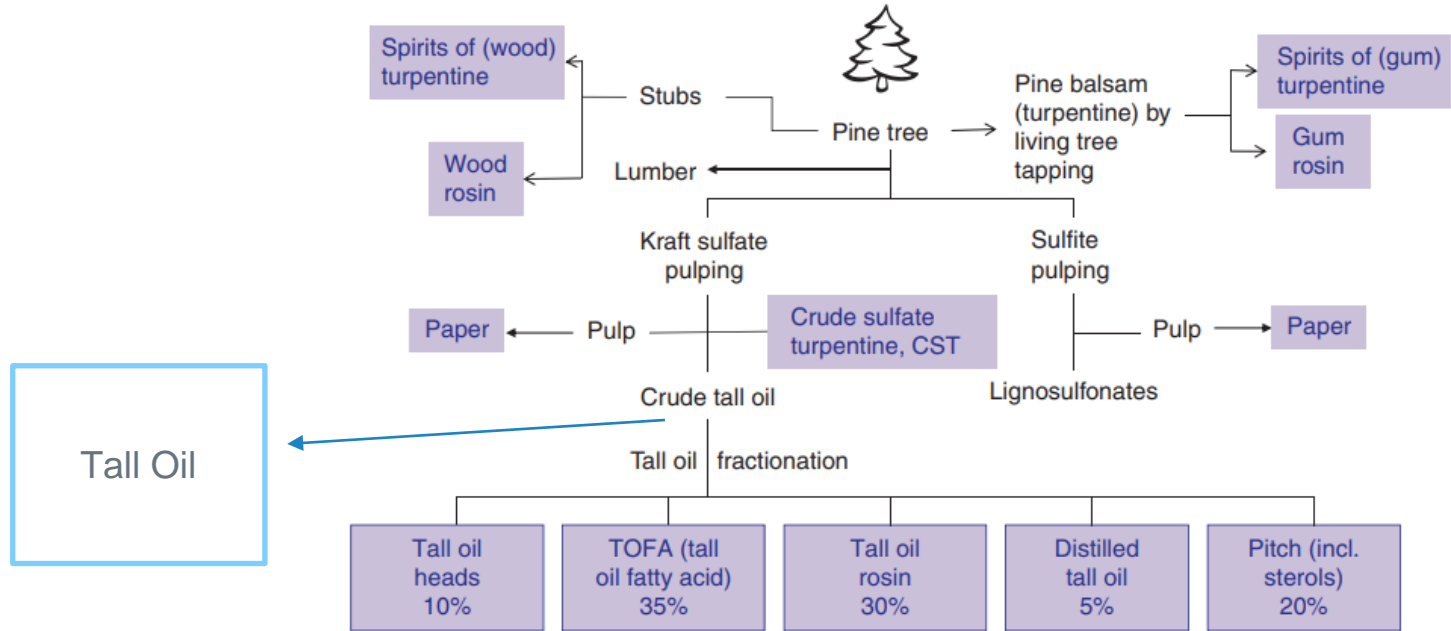 Spirits of (wood)
turpentine
Stubs
Pine tree
Pine balsam
(turpentine) by
living tree
tapping
Spirits of (gum)
turpentine
Gum
rosin
Wood
rosin
Lumber
Kraft sulfate
pulping
Sulfite
pulping
Paper
Pulp
Crude sulfate
turpentine, CST
Pulp
Paper
Crude tall oil
Lignosulfonates
Tall Oil
Tall oil fractionation
Tall oil
heads
10%
TOFA (tall
oil fatty acid)
35%
Tall oil
rosin
30%
Distilled
tall oil
5%
Pitch (incl.
sterols)
20%